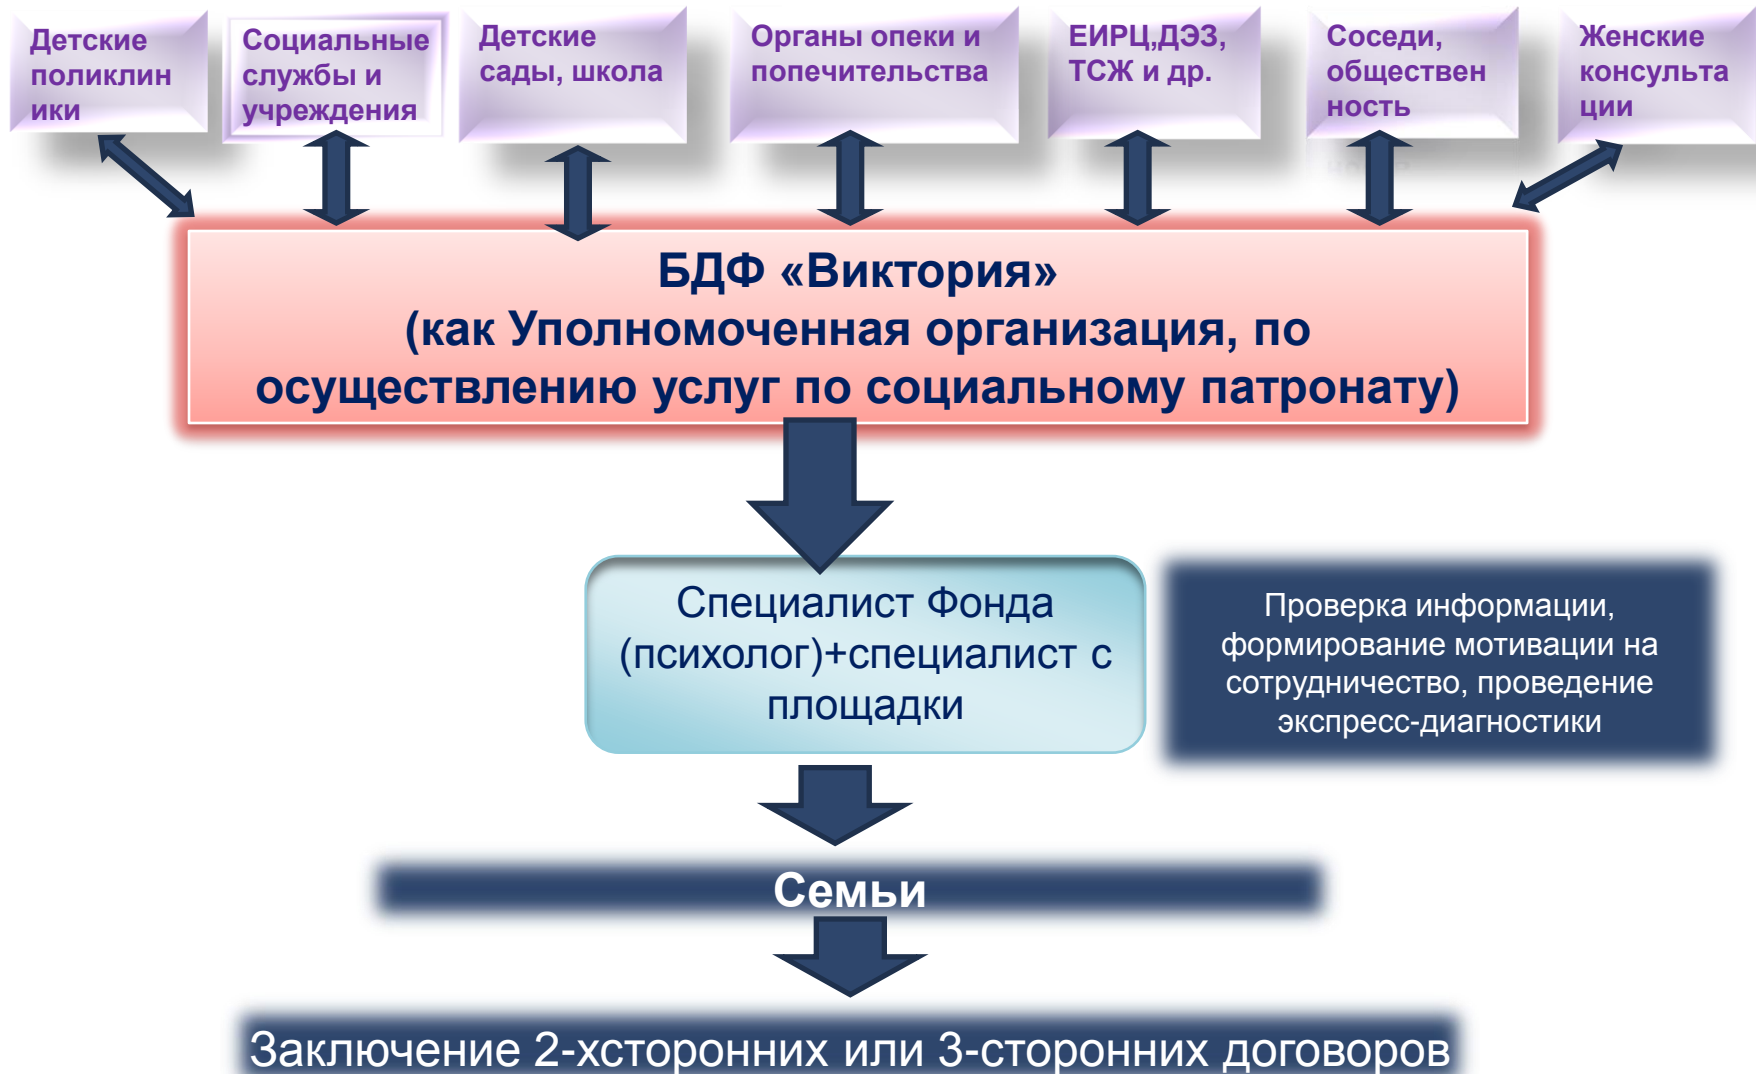 Детские
поликлин
ики
Социальные
службы и
учреждения
Детские
сады, школа
Органы опеки и
попечительства
ЕИРЦ,ДЭЗ,
ТСЖ и др.
Соседи,
обществен
ность
Женские
консульта
ции
БДФ «Виктория»
(как Уполномоченная организация, по
осуществлению услуг по социальному патронату)
Специалист Фонда
(психолог)+специалист с
площадки
Проверка информации,
формирование мотивации на
сотрудничество, проведение
экспресс-диагностики
Семьи
Заключение 2-хсторонних или 3-сторонних договоров